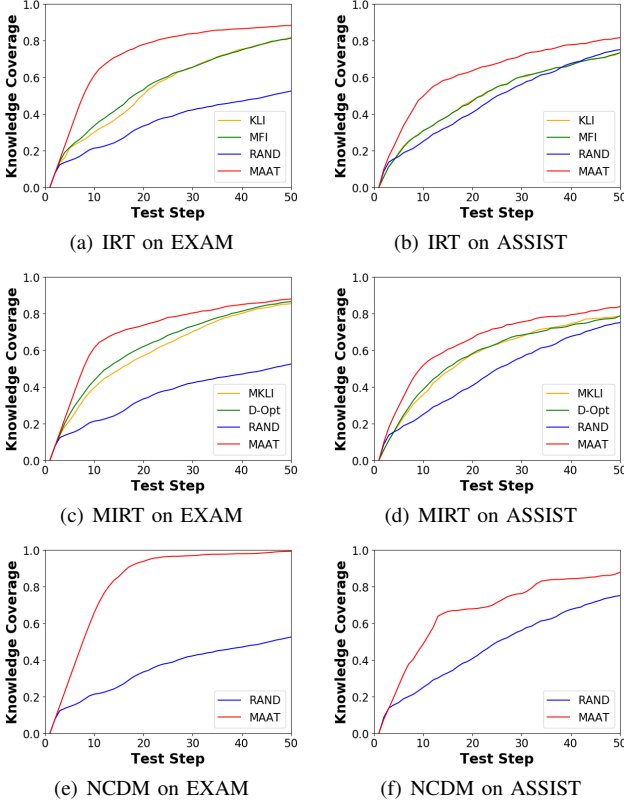 1.0
0.8
0.6
0.4
0.2
0.0
Knowledge Coverage
0 10 20 30 40 50
Test Step
KLI
MFI
RAND
MAAT
(a) IRT on EXAM
1.0
0.8
0.6
0.4
0.2
0.0
Knowledge Coverage
0 10 20 30 40 50
Test Step
KLI
MFI
RAND
MAAT
(b) IRT on ASSIST
1.0
0.8
0.6
0.4
0.2
0.0
Knowledge Coverage
0 10 20 30 40 50
Test Step
MKLI
D-Opt
RAND
MAAT
(c) MIRT on EXAM
1.0
0.8
0.6
0.4
0.2
0.0
Knowledge Coverage
0 10 20 30 40 50
Test Step
MKLI
D-Opt
RAND
MAAT
(d) MIRT on ASSIST
1.0
0.8
0.6
0.4
0.2
0.0
Knowledge Coverage
0 10 20 30 40 50
Test Step
RAND
MAAT
(e) NCDM on EXAM
1.0
0.8
0.6
0.4
0.2
0.0
Knowledge Coverage
0 10 20 30 40 50
Test Step
RAND
MAAT
(f) NCDM on ASSIST